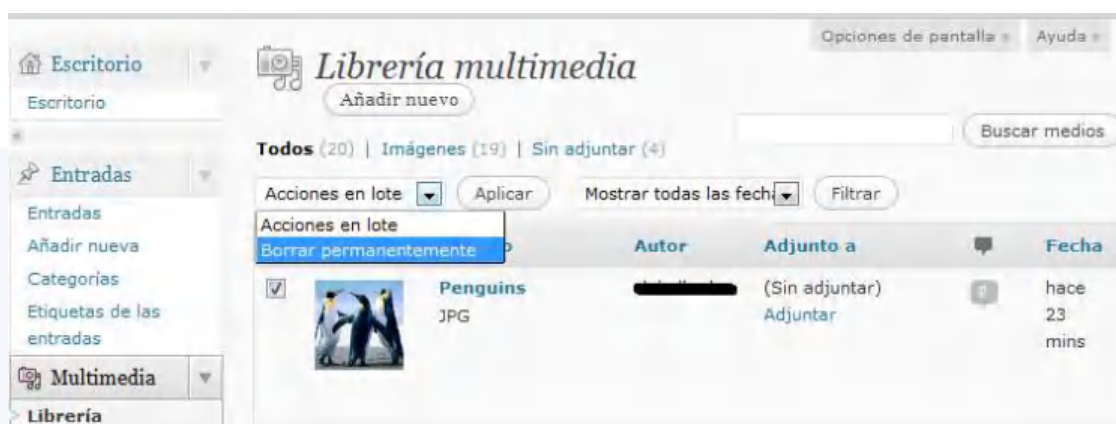 Opciones de pantalla
Ayuda
Escritorio
Escritorio
Entradas
Entradas
Añadir nueva
Categorías
Etiquetas de las
entradas
Multimedia
Librería
Librería multimedia
Añadir nuevo
Buscar medios
Todos (20) | Imágenes (19) | Sin adjuntar (4)
Acciones en lote Aplicar Mostrar todas las fecha Filtrar
Acciones en lote
Borrar permanentemente
Autor Adjunto a Fecha
Penguins
JPG
(Sin adjuntar)
Adjuntar
0
hace
23
mins